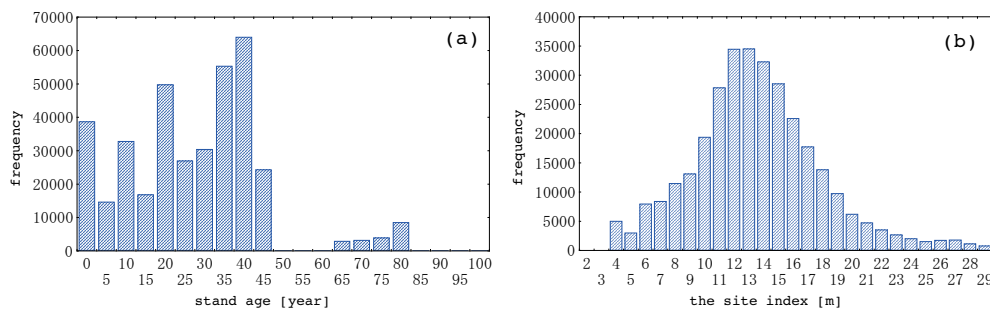 70000
60000
50000
40000
30000
20000
10000
0
frequency
(a)
0 10 20 30 40 50 60 70 80 90 100
5 15 25 35 45 55 65 75 85 95
stand age [year]
40000
35000
30000
25000
20000
15000
10000
5000
0
frequency
(b)
2 4 6 8 10 12 14 16 18 20 22 24 26 28
3 5 7 9 11 13 15 17 19 21 23 25 27 29
the site index [m]